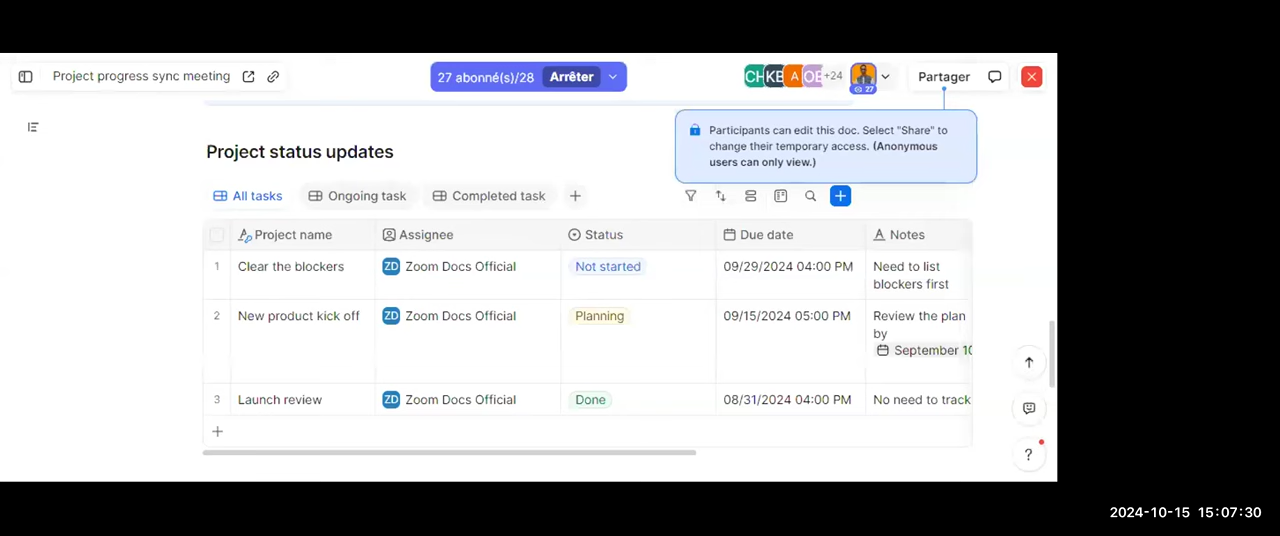 Project progress sync meeting
27 abonné(s)/28 Arrêter
CH KE A OE +24
27
Partager
Participants can edit this doc. Select "Share" to
change their temporary access. (Anonymous
users can only view.)
Project status updates
All tasks Ongoing task Completed task +
Project name Assignee Status Due date Notes
1 Clear the blockers ZD Zoom Docs Official Not started 09/29/2024 04:00 PM Need to list
blockers first
2 New product kick off ZD Zoom Docs Official Planning 09/15/2024 05:00 PM Review the plan
by
September 10
3 Launch review ZD Zoom Docs Official Done 08/31/2024 04:00 PM No need to track
+
?
2024-10-15 15:07:30